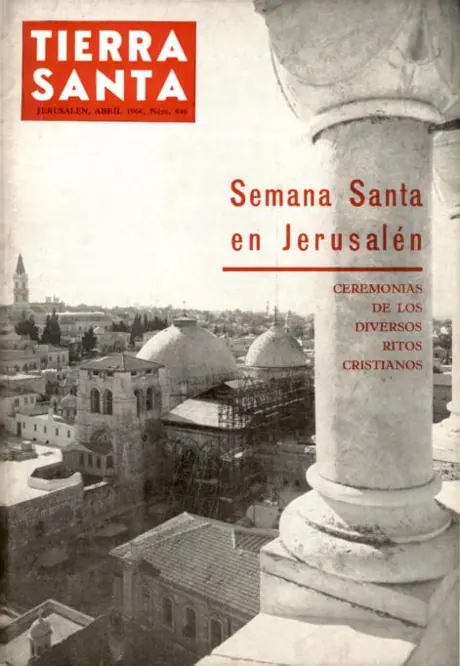 TIERRA
SANTA
JERUSALEN, ABRIL 1966, Núm.
Semana Santa
en Jerusalén
CEREMONIAS
DE LOS
DIVERSOS
RITOS
CRISTIANOS